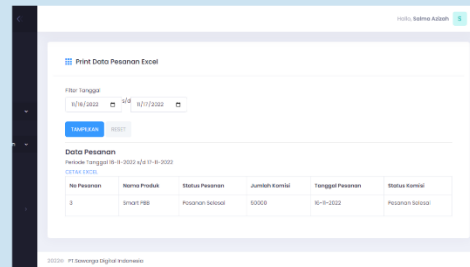 Hallo, Salma Azizah S
Print Data Pesanan Excel
Filter Tanggal
11/16/2022 s/d 11/17/2022
TAMPILKAN RESET
Data Pesanan
Periode Tanggal 16-11-2022 s/d 17-11-2022
CETAK EXCEL
No Pesanan Nama Produk Status Pesanan Jumlah Komisi Tanggal Pesanan Status Komisi
3 Smart PBB Pesanan Selesai 50000 16-11-2022 Pesanan Selesai
PT Sawarga Digital Indonesia